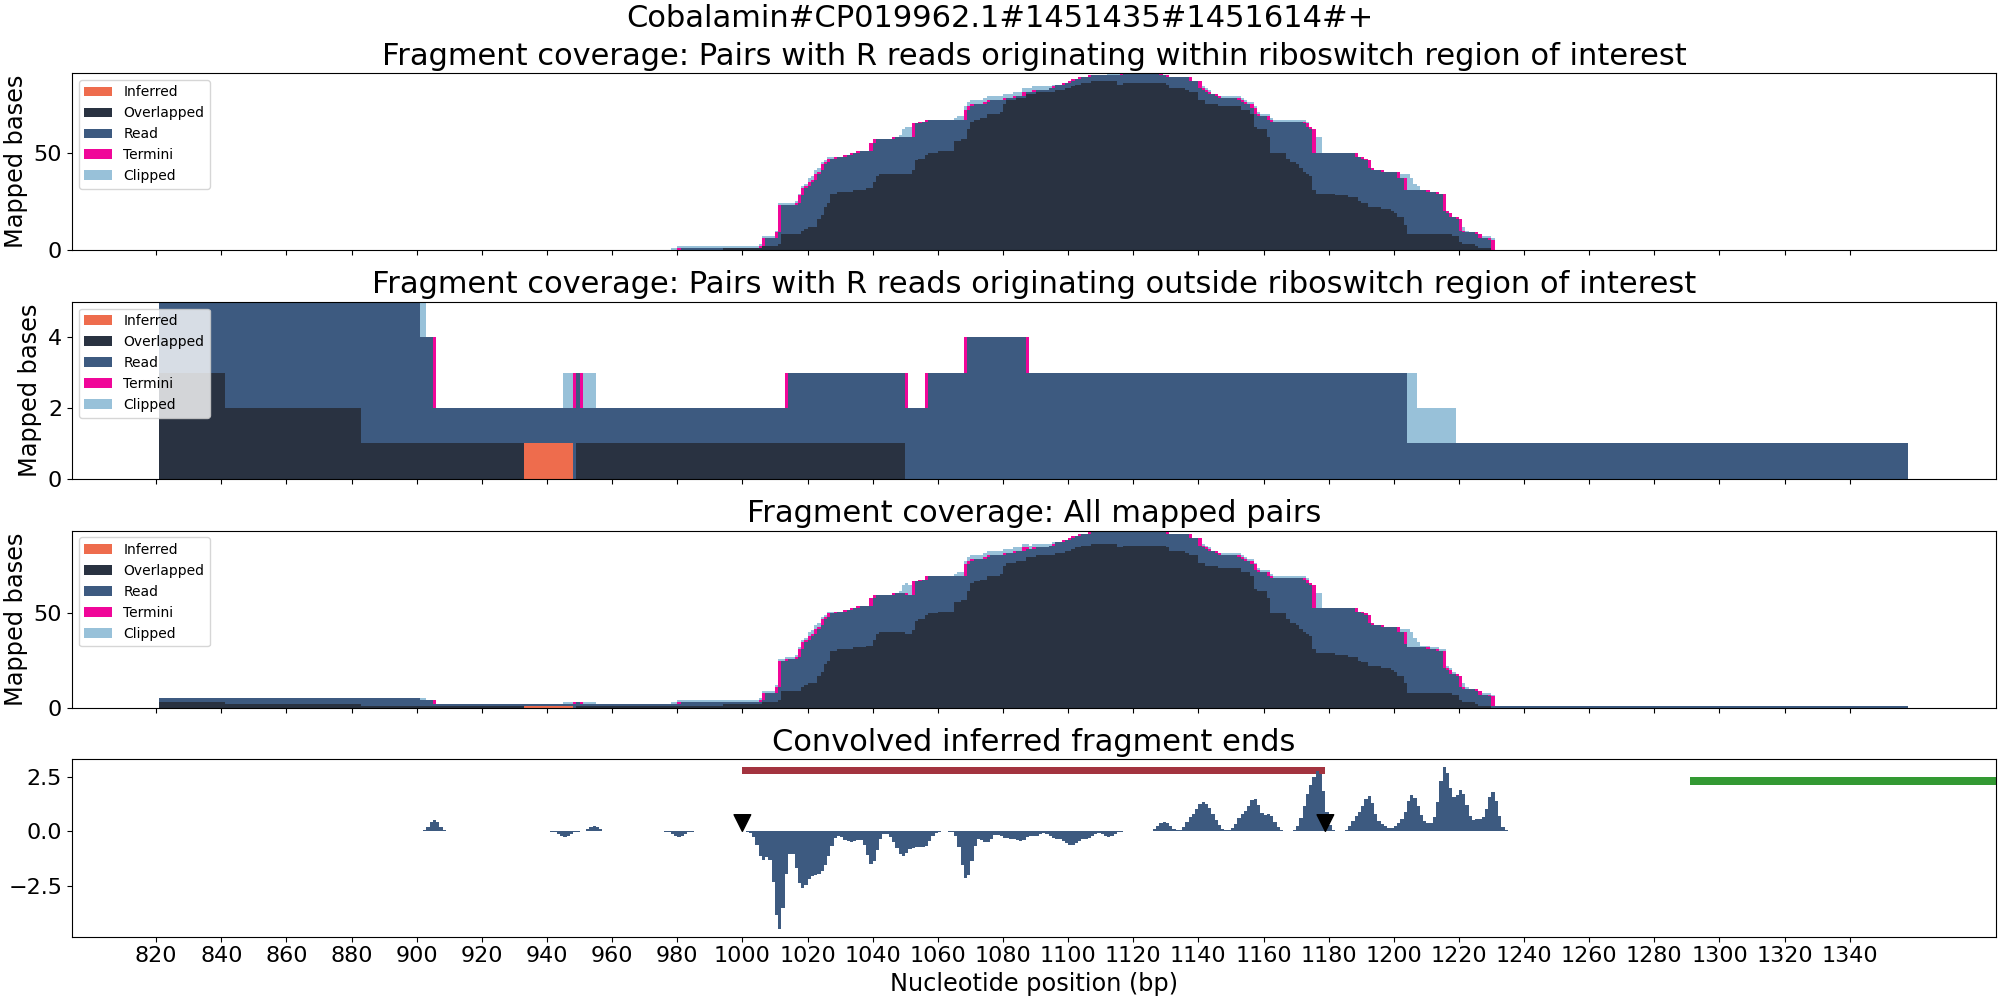 Cobalamin#CP019962.1#1451435#1451614#+
Fragment coverage: Pairs with R reads originating within riboswitch region of interest
Mapped bases
50
0
Inferred
Overlapped
Read
Termini
Clipped
Fragment coverage: Pairs with R reads originating outside riboswitch region of interest
Mapped bases
4
2
0
Inferred
Overlapped
Read
Termini
Clipped
Fragment coverage: All mapped pairs
Mapped bases
50
0
Inferred
Overlapped
Read
Termini
Clipped
Convolved inferred fragment ends
2.5
0.0
−2.5
820 840 860 880 900 920 940 960 980 1000 1020 1040 1060 1080 1100 1120 1140 1160 1180 1200 1220 1240 1260 1280 1300 1320 1340
Nucleotide position (bp)